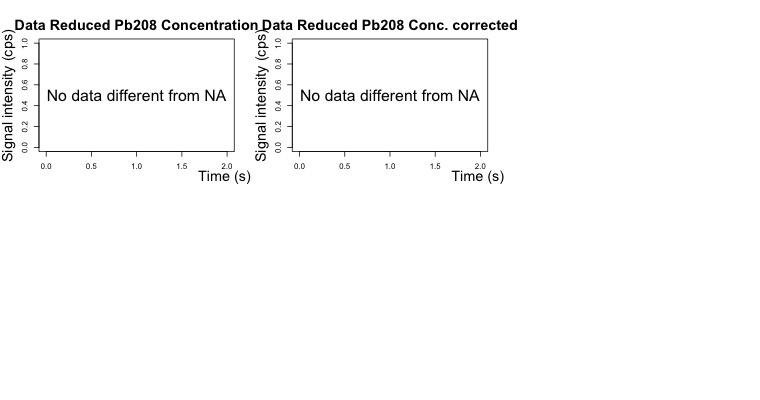 Data Reduced Pb208 Concentration
Signal intensity (cps)
1.0
0.8
0.6
0.4
0.2
0.0
No data different from NA
0.0 0.5 1.0 1.5 2.0
Time (s)
Data Reduced Pb208 Conc. corrected
Signal intensity (cps)
1.0
0.8
0.6
0.4
0.2
0.0
No data different from NA
0.0 0.5 1.0 1.5 2.0
Time (s)